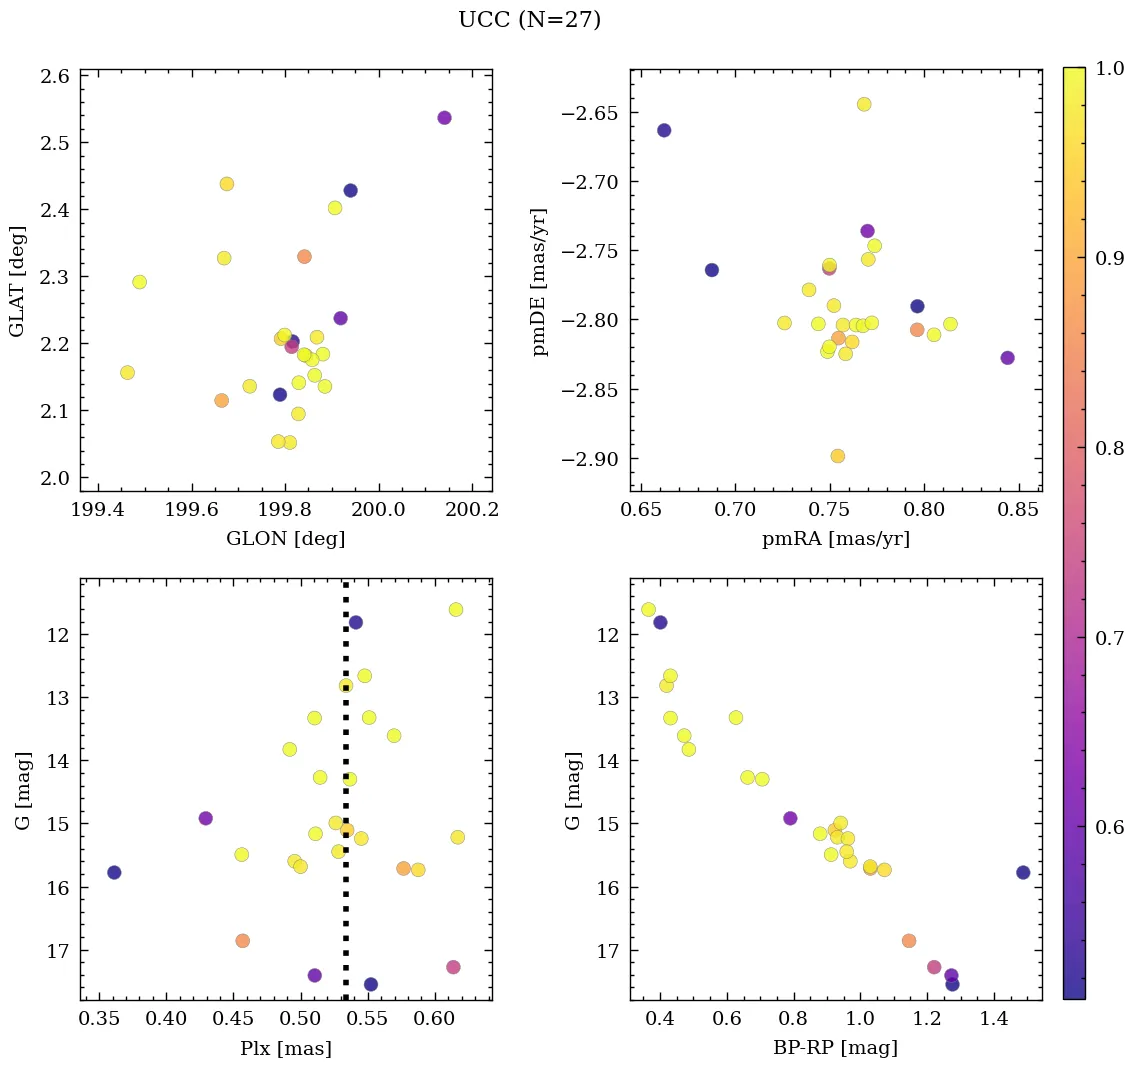 UCC (N=27)
2.6
2.5
2.4
2.3
2.2
2.1
2.0
GLAT [deg]
199.4 199.6 199.8 200.0 200.2
GLON [deg]
−2.65
−2.70
−2.75
−2.80
−2.85
−2.90
pmDE [mas/yr]
0.65 0.70 0.75 0.80 0.85
pmRA [mas/yr]
12
13
14
15
16
17
G [mag]
0.35 0.40 0.45 0.50 0.55 0.60
Plx [mas]
12
13
14
15
16
17
G [mag]
0.4 0.6 0.8 1.0 1.2 1.4
BP-RP [mag]
1.0
0.9
0.8
0.7
0.6